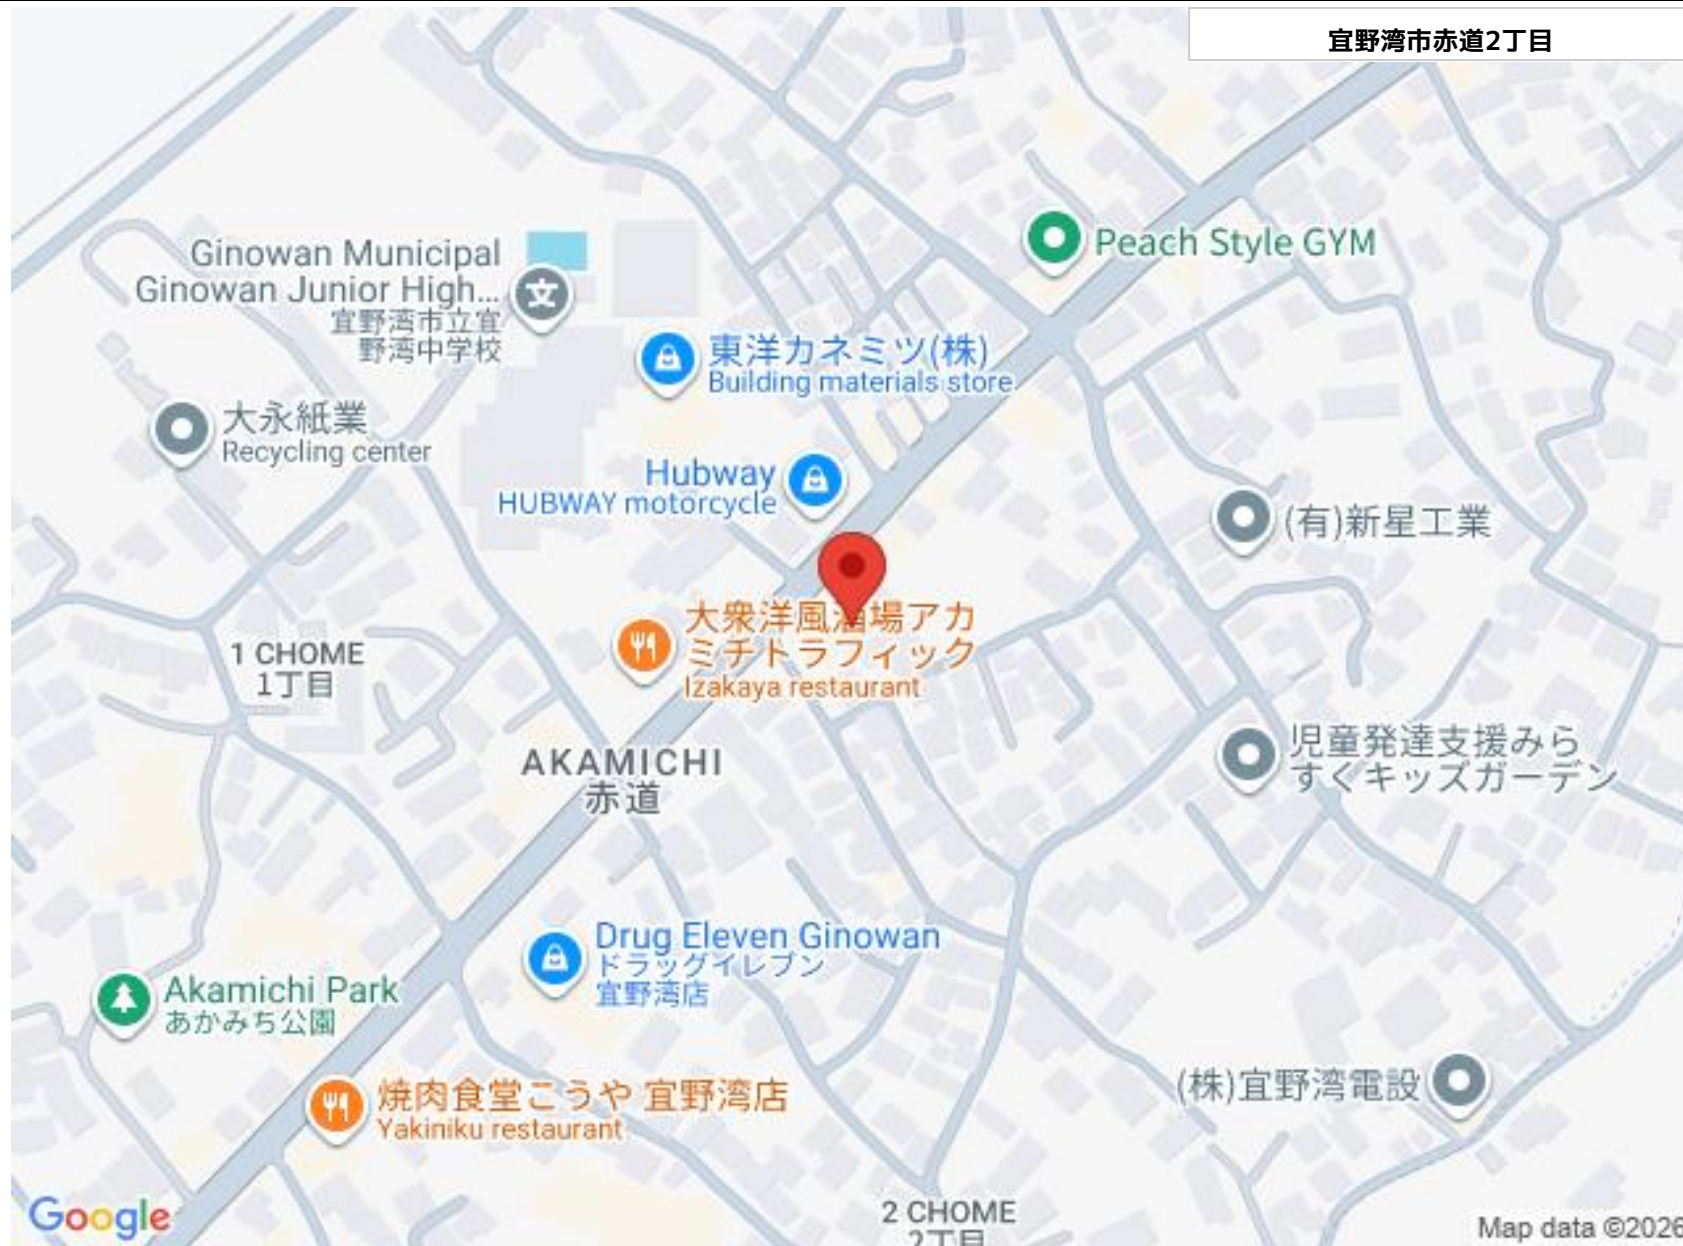 宜野湾市赤道2丁目
Ginowan Municipal
Ginowan Junior High...
宜野湾市立宜
野湾中学校
文
Peach Style GYM
東洋カネミツ(株)
Building materials store
大永紙業
Recycling center
Hubway
HUBWAY motorcycle
(有)新星工業
大衆洋風酒場アカ
ミチトラフィック
Izakaya restaurant
1 CHOME
1丁目
AKAMICHI
赤道
児童発達支援みら
すくキッズガーデン
Drug Eleven Ginowan
ドラッグイレブン
宜野湾店
Akamichi Park
あかみち公園
焼肉食堂こうや 宜野湾店
Yakiniku restaurant
(株)宜野湾電設
2 CHOME
2丁目
Google
Map data ©2026